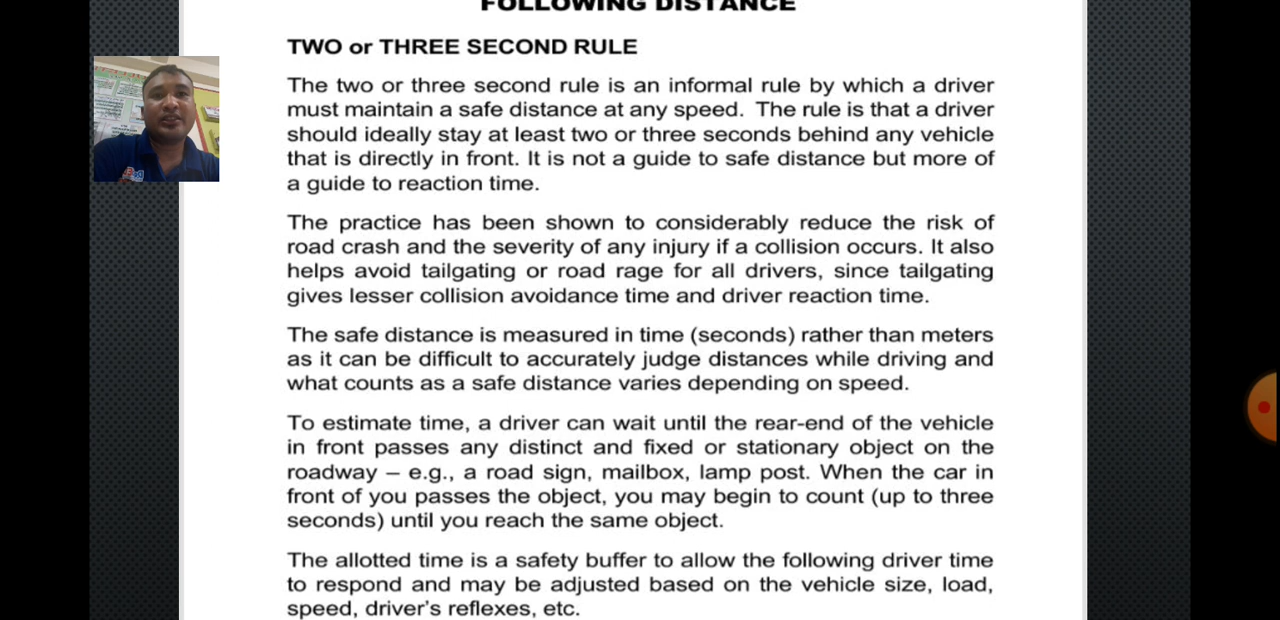 FOLLOWING DISTANCE
TWO or THREE SECOND RULE
The two or three second rule is an informal rule by which a driver
must maintain a safe distance at any speed. The rule is that a driver
should ideally stay at least two or three seconds behind any vehicle
that is directly in front. It is not a guide to safe distance but more of
a guide to reaction time.
The practice has been shown to considerably reduce the risk of
road crash and the severity of any injury if a collision occurs. It also
helps avoid tailgating or road rage for all drivers, since tailgating
gives lesser collision avoidance time and driver reaction time.
The safe distance is measured in time (seconds) rather than meters
as it can be difficult to accurately judge distances while driving and
what counts as a safe distance varies depending on speed.
To estimate time, a driver can wait until the rear-end of the vehicle
in front passes any distinct and fixed or stationary object on the
roadway – e.g., a road sign, mailbox, lamp post. When the car in
front of you passes the object, you may begin to count (up to three
seconds) until you reach the same object.
The allotted time is a safety buffer to allow the following driver time
to respond and may be adjusted based on the vehicle size, load,
speed, driver's reflexes, etc.